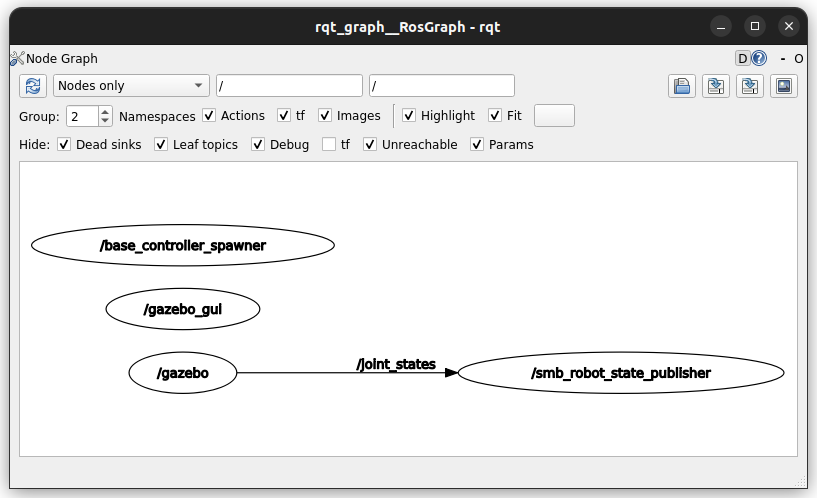 rqt_graph__RosGraph - rqt
Node Graph D ? - O
Nodes only / /
Group: 2 Namespaces Actions tf Images Highlight Fit
Hide: Dead sinks Leaf topics Debug tf Unreachable Params
/base_controller_spawner
/gazebo_gui
/gazebo /joint_states /smb_robot_state_publisher